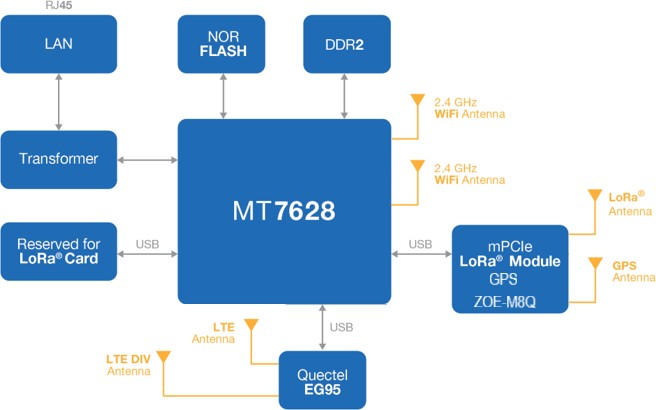 RJ45
LAN
NOR
FLASH
DDR2
2.4 GHz
WiFi Antenna
Transformer
2.4 GHz
WiFi Antenna
MT7628
LoRa®
Antenna
Reserved for
LoRa® Card
USB
USB
mPCIe
LoRa® Module
GPS
ZOE-M8Q
GPS
Antenna
LTE
Antenna
USB
LTE DIV
Antenna
Quectel
EG95